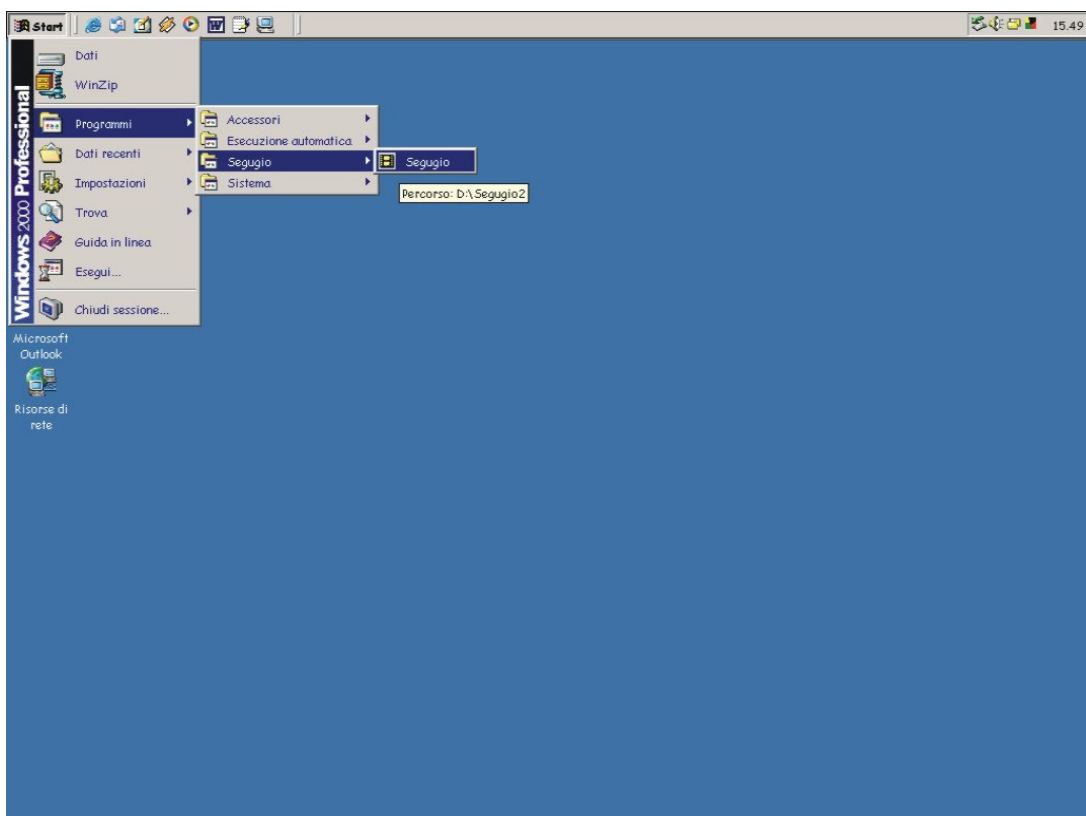 Start
15.49
Dati
WinZip
Programmi
Dati recenti
Impostazioni
Trova
Guida in linea
Esegui...
Chiudi sessione...
Windows 2000 Professional
Accessori
Esecuzione automatica
Segugio
Sistema
Segugio
Percorso: D:\Segugio2
Microsoft
Outlook
Risorse di
rete